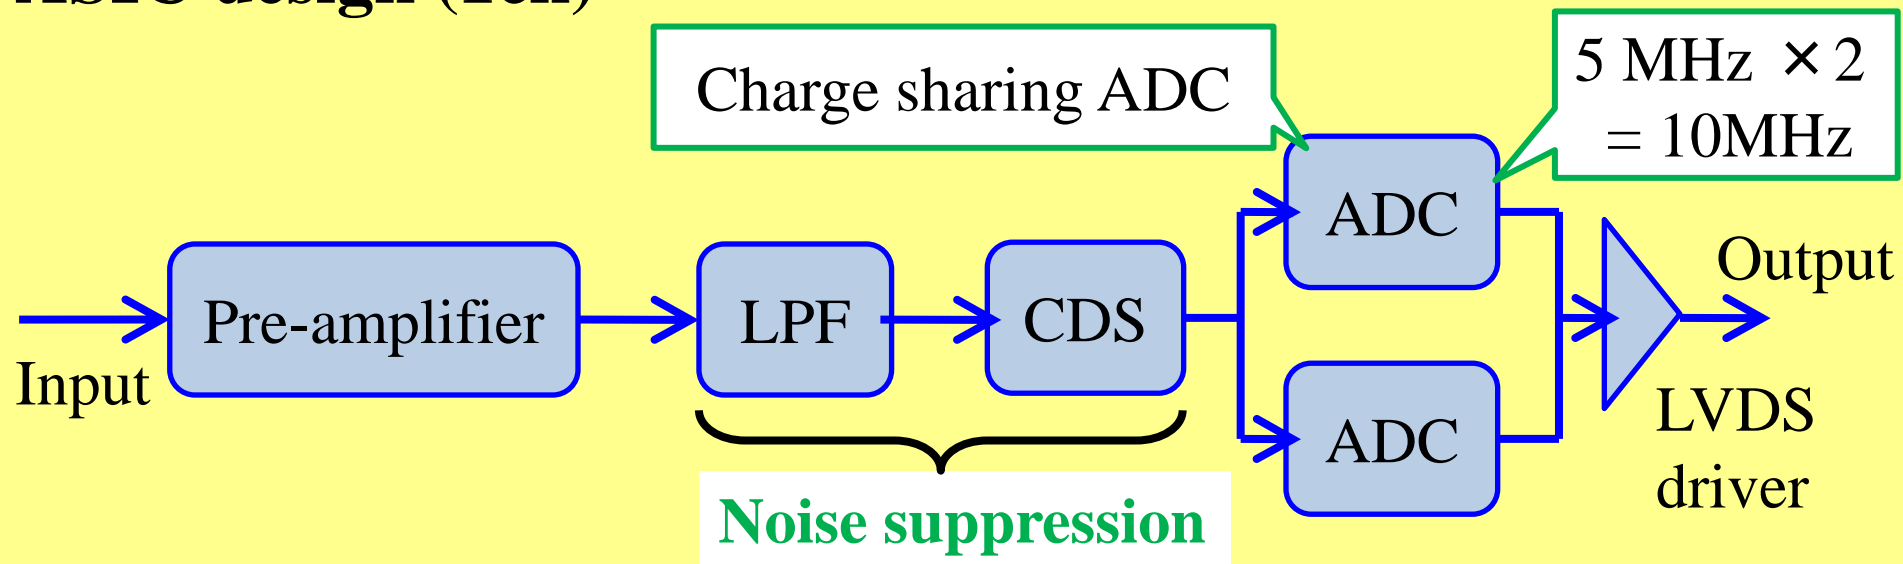 Charge sharing ADC
5 MHz × 2
= 10MHz
ADC
Output
Pre-amplifier
LPF
CDS
Input
ADC
LVDS
driver
Noise suppression